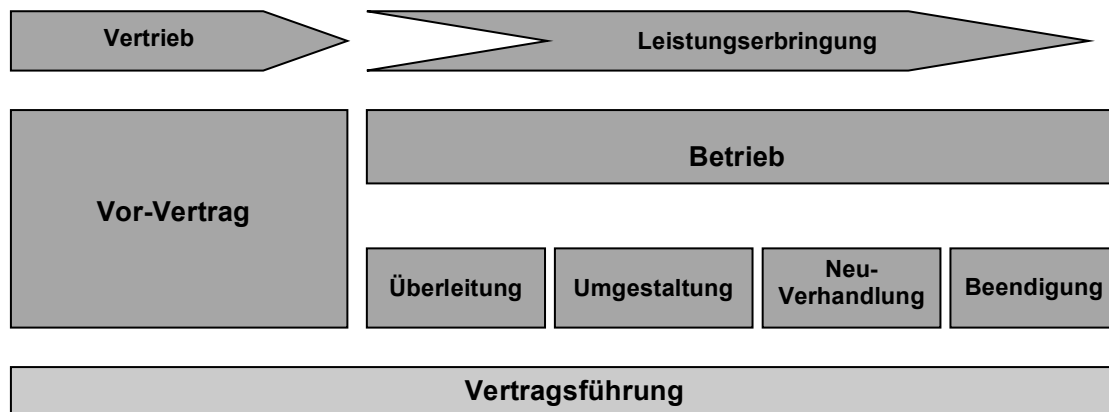 Vertrieb
Leistungserbringung
Vor-Vertrag
Betrieb
Überleitung
Umgestaltung
Neu-
Verhandlung
Beendigung
Vertragsführung